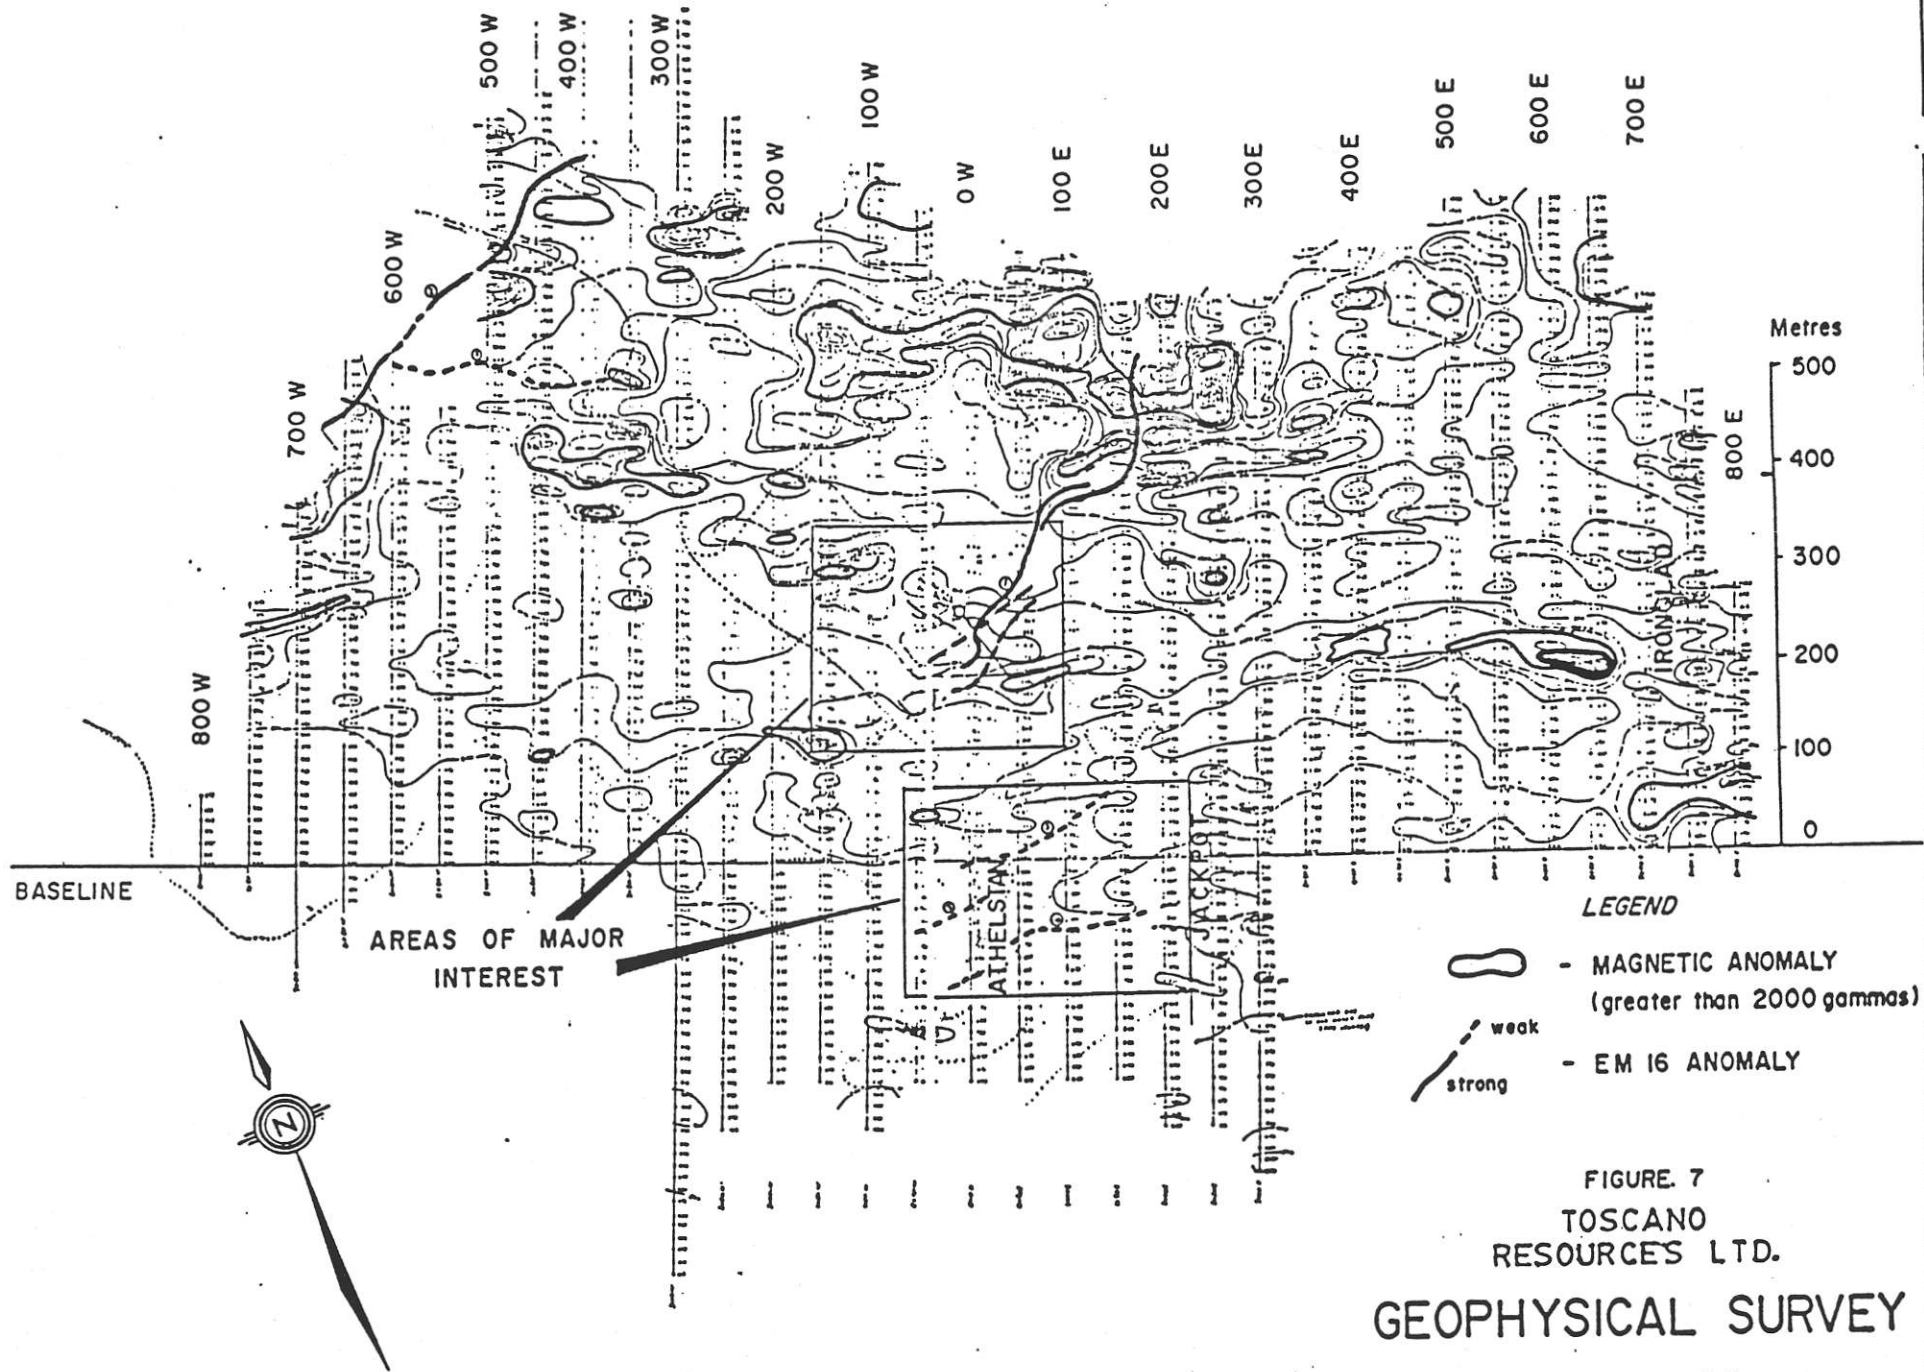 500 W
400 W
300 W
200 W
100 W
0 W
100 E
200 E
300 E
400 E
500 E
600 E
700 E
800 E
600 W
700 W
800 W
Metres
500
400
300
200
100
0
IRONCLAD
BASELINE
AREAS OF MAJOR
INTEREST
ATHELSTAN
JACKPOT
N
LEGEND
- MAGNETIC ANOMALY
(greater than 2000 gammas)
weak
- EM 16 ANOMALY
strong
FIGURE. 7
TOSCANO
RESOURCES LTD.
GEOPHYSICAL SURVEY